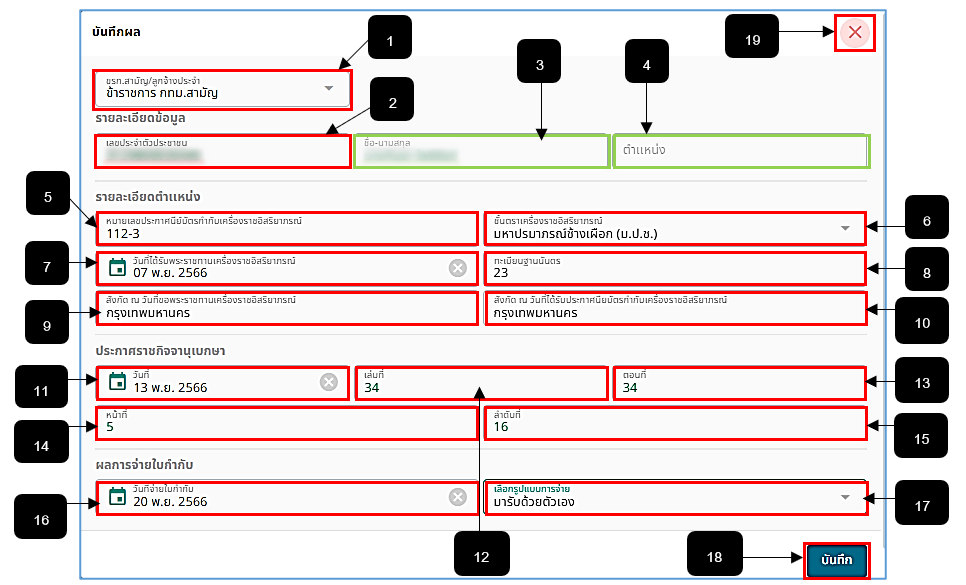 บันทึกผล
19
1
3
4
ขรก.สามัญ/ลูกจ้างประจำ
ข้าราชการ กทม.สามัญ
2
รายละเอียดข้อมูล
เลขประจำตัวประชาชน
ชื่อ-นามสกุล
ตำแหน่ง
รายละเอียดตำแหน่ง
5
หมายเลขประกาศนียบัตรกำกับเครื่องราชอิสริยาภรณ์
112-3
ชั้นตราเครื่องราชอิสริยาภรณ์
มหาปรมาภรณ์ช้างเผือก (ม.ป.ช.)
6
7
วันที่ได้รับพระราชทานเครื่องราชอิสริยาภรณ์
07 พ.ย. 2566
ทะเบียนฐานันดร
23
8
9
สังกัด ณ วันที่ขอพระราชทานเครื่องราชอิสริยาภรณ์
กรุงเทพมหานคร
สังกัด ณ วันที่ได้รับประกาศนียบัตรกำกับเครื่องราชอิสริยาภรณ์
กรุงเทพมหานคร
10
ประกาศราชกิจจานุเบกษา
11
วันที่
13 พ.ย. 2566
เล่มที่
34
ตอนที่
34
13
14
หน้าที่
5
ลำดับที่
16
15
ผลการจ่ายใบกำกับ
16
วันที่จ่ายใบกำกับ
20 พ.ย. 2566
เลือกรูปแบบการจ่าย
มารับด้วยตัวเอง
17
12
18
บันทึก